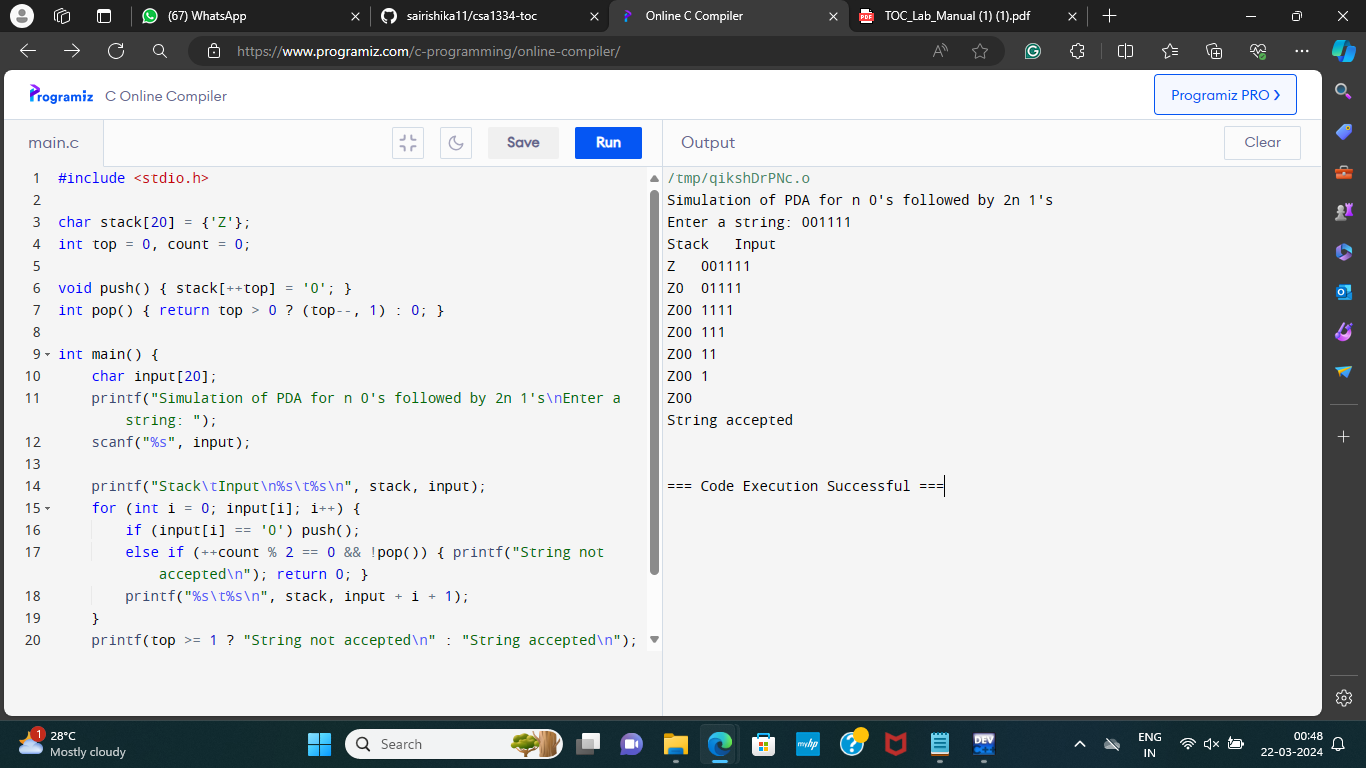 (67) WhatsApp
sairishika11/csa1334-toc
Online C Compiler
TOC_Lab_Manual (1) (1).pdf
https://www.programiz.com/c-programming/online-compiler/
Programiz C Online Compiler
Programiz PRO ❯
main.c
Save
Run
Output
Clear
1 #include <stdio.h>
2
3 char stack[20] = {'Z'};
4 int top = 0, count = 0;
5
6 void push() { stack[++top] = '0'; }
7 int pop() { return top > 0 ? (top--, 1) : 0; }
8
9 int main() {
10 char input[20];
11 printf("Simulation of PDA for n 0's followed by 2n 1's\nEnter a
string: ");
12 scanf("%s", input);
13
14 printf("Stack\tInput\n%s\t%s\n", stack, input);
15 for (int i = 0; input[i]; i++) {
16 if (input[i] == '0') push();
17 else if (++count % 2 == 0 && !pop()) { printf("String not
accepted\n"); return 0; }
18 printf("%s\t%s\n", stack, input + i + 1);
19 }
20 printf(top >= 1 ? "String not accepted\n" : "String accepted\n");
/tmp/qikshDrPNc.o
Simulation of PDA for n 0's followed by 2n 1's
Enter a string: 001111
Stack Input
Z 001111
Z0 01111
Z00 1111
Z00 111
Z00 11
Z00 1
Z00
String accepted
=== Code Execution Successful ===
1
28°C
Mostly cloudy
Search
myhp
DEV
ENG
IN
00:48
22-03-2024